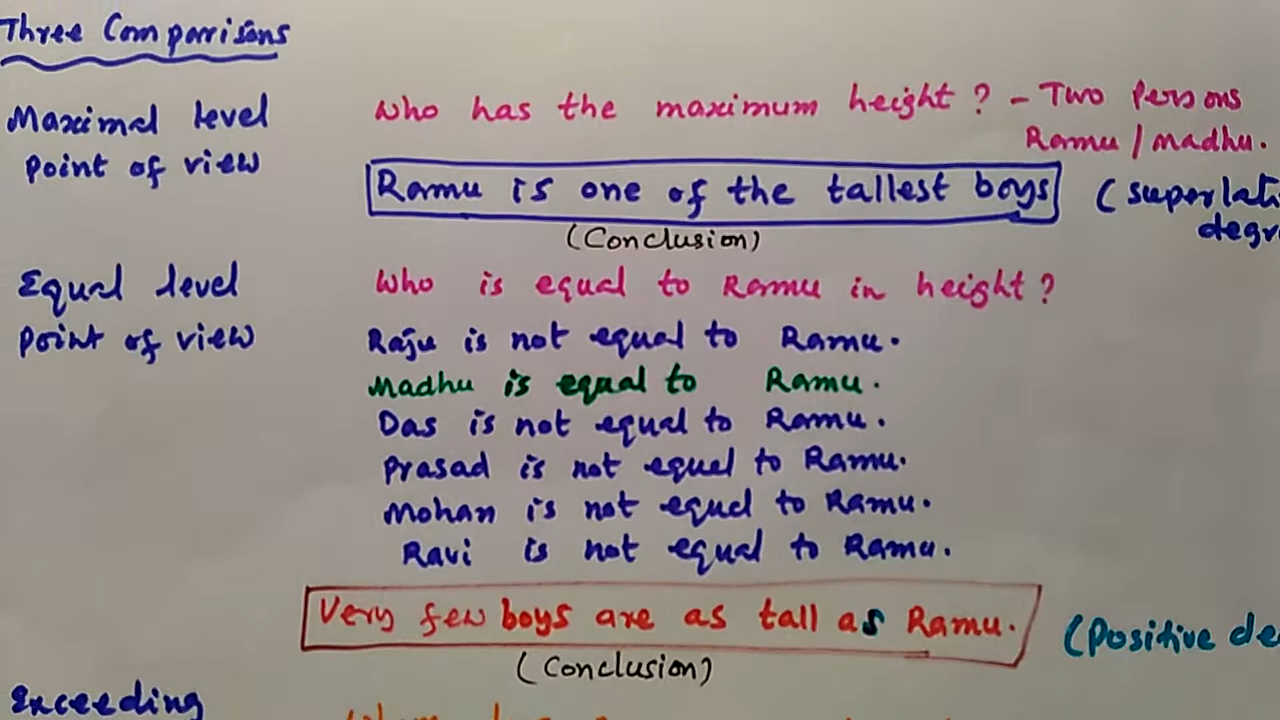 Three Comparisons
Maximal level
Point of view
Who has the maximum height? - Two Persons
Ramu / Madhu.
Ramu is one of the tallest boys
(Superlati
degr
(Conclusion)
Equal level
Point of view
Who is equal to Ramu in height?
Raju is not equal to Ramu.
Madhu is equal to Ramu.
Das is not equal to Ramu.
Prasad is not equal to Ramu.
Mohan is not equal to Ramu.
Ravi is not equal to Ramu.
Very few boys are as tall as Ramu.
(Positive de
(Conclusion)
Exceeding